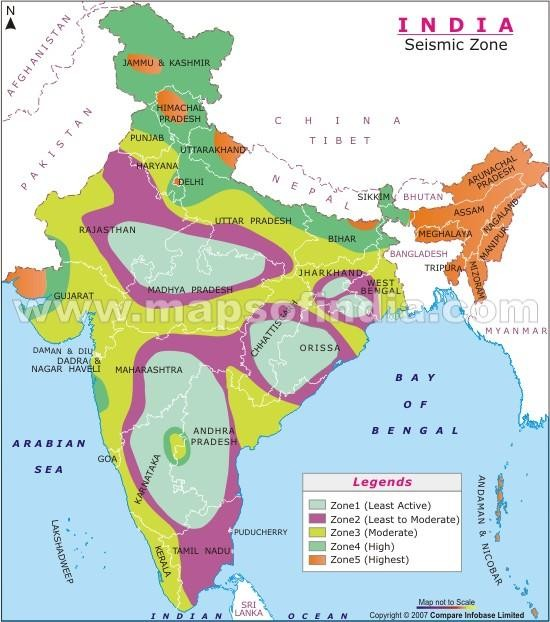 N
INDIA
Seismic Zone
AFGHANISTAN
PAKISTAN
JAMMU & KASHMIR
HIMACHAL
PRADESH
PUNJAB
UTTARAKHAND
HARYANA
DELHI
CHINA
TIBET
NEPAL
SIKKIM
BHUTAN
ARUNACHAL
PRADESH
ASSAM
NAGALAND
MEGHALAYA
MANIPUR
BANGLADESH
TRIPURA
MIZORAM
MYANMAR
RAJASTHAN
UTTAR PRADESH
BIHAR
JHARKHAND
WEST
BENGAL
GUJARAT
MADHYA PRADESH
CHHATTISGARH
ORISSA
www.mapsofindia.com
DAMAN & DIU
DADRA &
NAGAR HAVELI
MAHARASHTRA
ANDHRA
PRADESH
GOA
KARNATAKA
ARABIAN
SEA
BAY
OF
BENGAL
PUDUCHERRY
TAMIL NADU
KERALA
LAKSHADWEEP
ANDAMAN & NICOBAR
SRI
LANKA
INDIAN OCEAN
Legends
Zone1 (Least Active)
Zone2 (Least to Moderate)
Zone3 (Moderate)
Zone4 (High)
Zone5 (Highest)
Map not to Scale
Copyright © 2007 Compare Infobase Limited